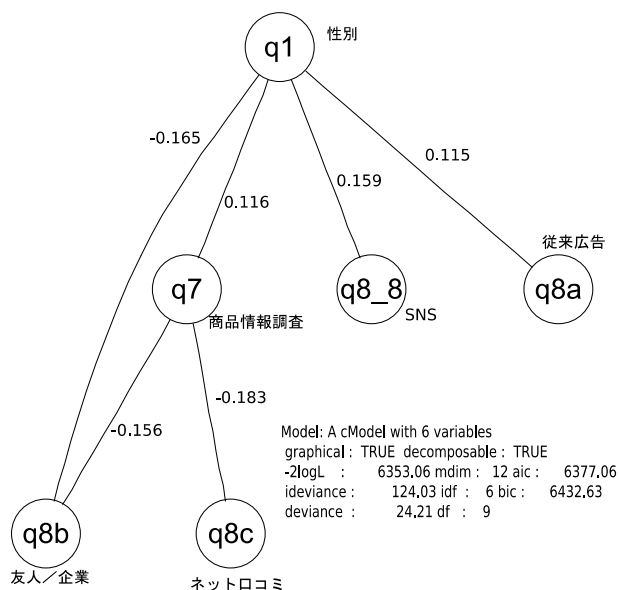 q1
性別
-0.165
0.115
0.159
0.116
従来広告
q7
q8_8
q8a
SNS
商品情報調査
-0.183
-0.156
Model: A cModel with 6 variables
graphical : TRUE decomposable : TRUE
-2logL : 6353.06 mdim : 12 aic : 6377.06
ideviance : 124.03 idf : 6 bic : 6432.63
deviance : 24.21 df : 9
q8b
q8c
友人／企業
ネット口コミ